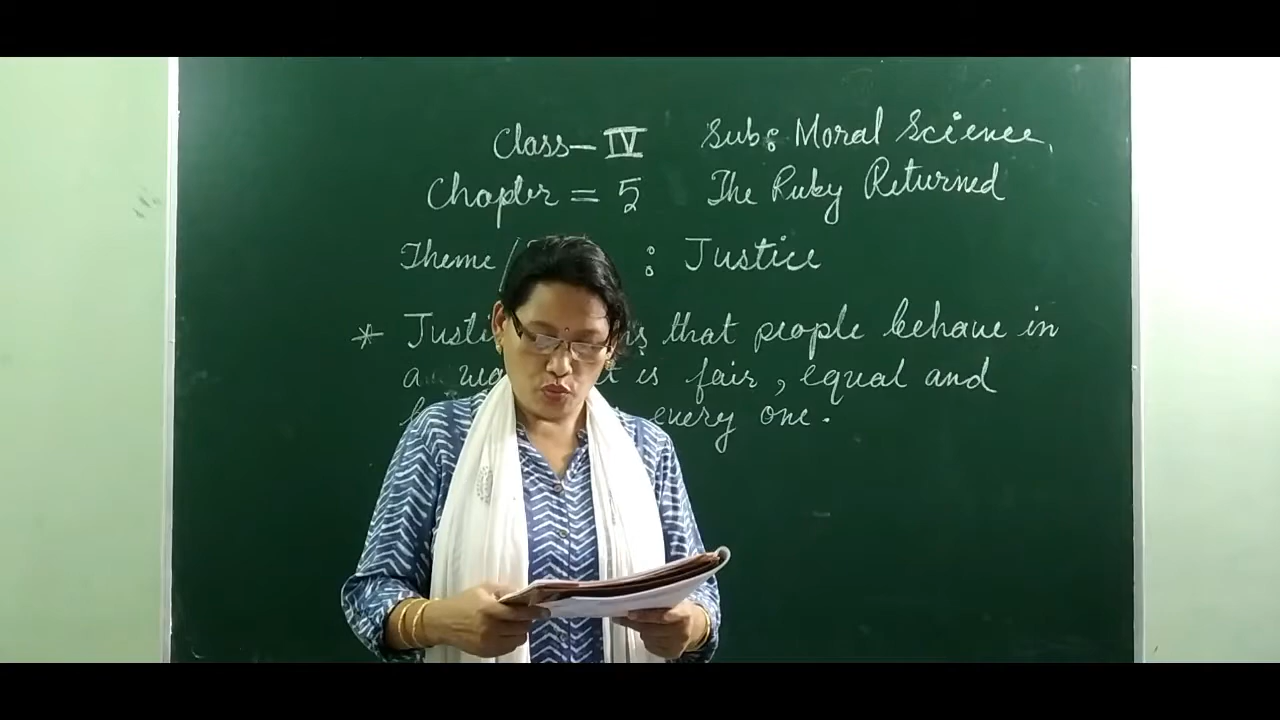 Class - IV Sub: Moral Science,
Chapter = 5 The Ruby Returned
Theme / : Justice
* that people behave in
a is fair, equal and
every one.